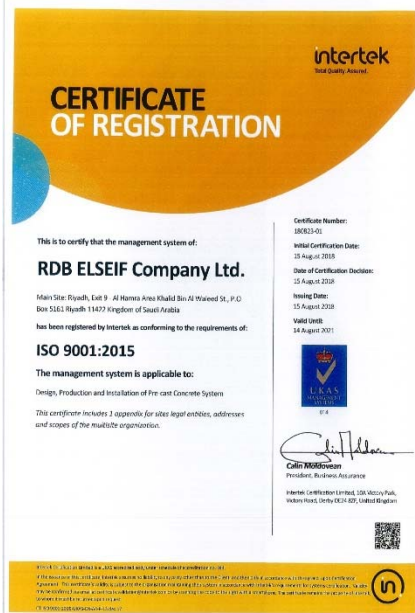 intertek
Total Quality. Assured.
CERTIFICATE
OF REGISTRATION
This is to certify that the management system of:
RDB ELSEIF Company Ltd.
Main Site: Riyadh, Exit 9 Al Hamra Area Khalid Bin Al Waleed St., P.O
Box 5161 Riyadh 11422 Kingdom of Saudi Arabia
has been registered by Intertek as conforming to the requirements of:
ISO 9001:2015
The management system is applicable to:
Design, Production and Installation of Pre cast Concrete System
This certificate includes 1 appendix for sites legal entities, addresses
and scopes of the multisite organization.
Certificate Number:
180823-01
Initial Certification Date:
15 August 2018
Date of Certification Decision:
15 August 2018
Issuing Date:
15 August 2018
Valid Until:
14 August 2021
UKAS
MANAGEMENT
SYSTEMS
014
Calin Moldovean
President, Business Assurance
Intertek Certification Limited, 10A Victory Park,
Victory Road, Derby DE24 8ZF, United Kingdom